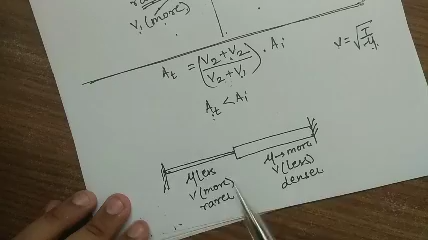 v₁(more)
Aₜ = (V₂+V₂ / V₂+V₁) · Aᵢ
V = √(T/μ)
Aₜ < Aᵢ
μ less
V(more)
rarer
μ → more
V(less)
denser